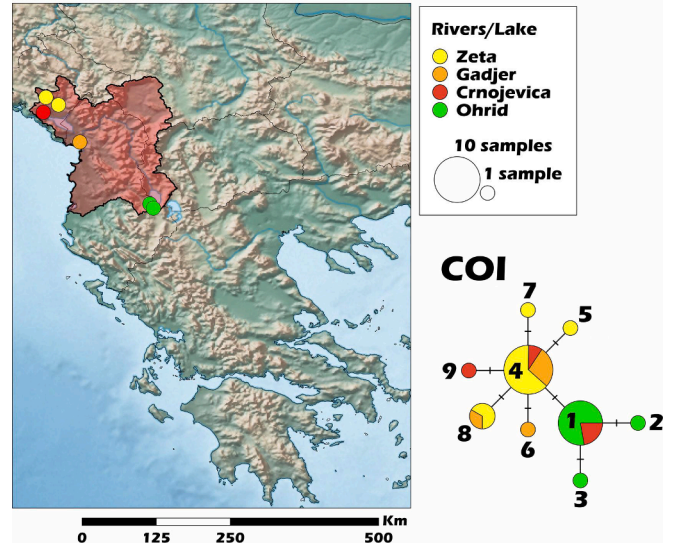 Rivers/Lake
Zeta
Gadjer
Crnojevica
Ohrid
10 samples
1 sample
COI
7
5
9
4
8
6
1
2
3
Km
0 125 250 500